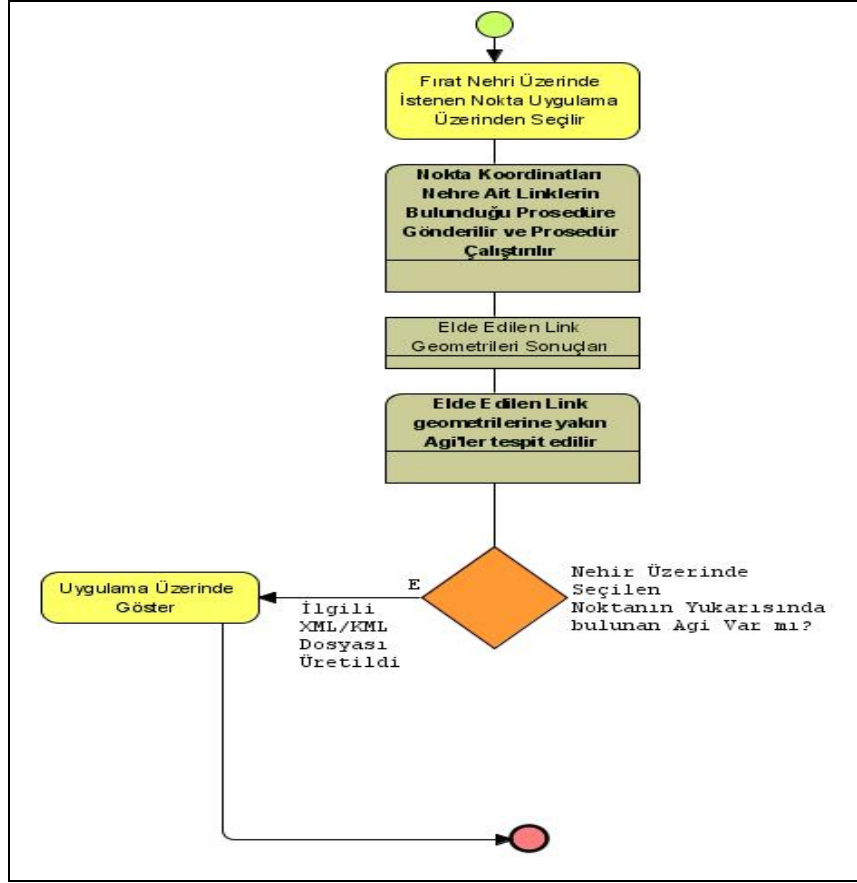 Fırat Nehri Üzerinde
İstenen Nokta Uygulama
Üzerinden Seçilir
Nokta Koordinatları
Nehre Ait Linklerin
Bulunduğu Prosedüre
Gönderilir ve Prosedür
Çalıştırılır
Elde Edilen Link
Geometrileri Sonuçları
Elde Edilen Link
geometrilerine yakın
Agi'ler tespit edilir
Nehir Üzerinde
Seçilen
Noktanın Yukarısında
bulunan Agi Var mı?
E
İlgili
XML/KML
Dosyası
Üretildi
Uygulama Üzerinde
Göster